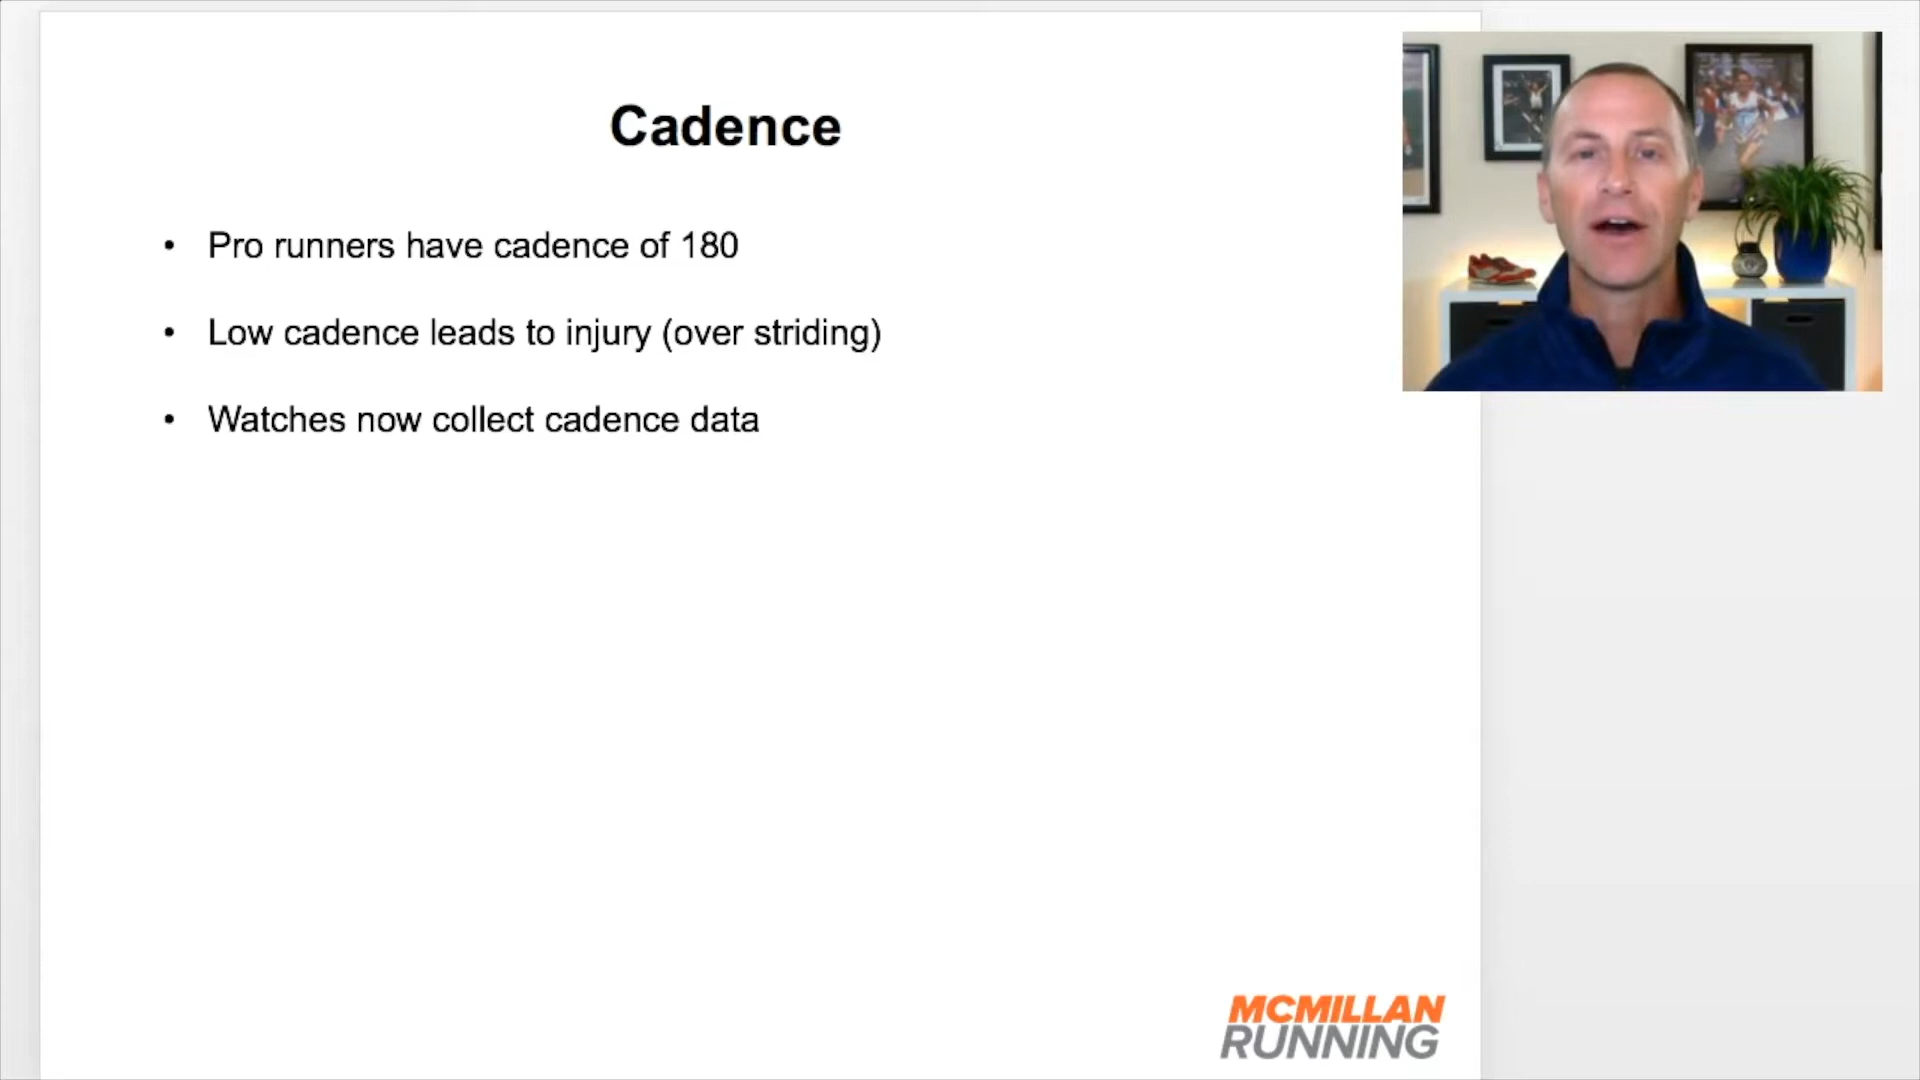 Cadence
• Pro runners have cadence of 180
• Low cadence leads to injury (over striding)
• Watches now collect cadence data
MCMILLAN
RUNNING